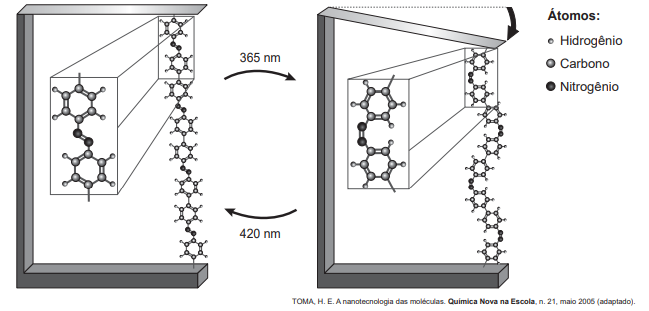 Átomos:
Hidrogênio
Carbono
Nitrogênio
365 nm
420 nm
TOMA, H. E. A nanotecnologia das moléculas. Química Nova na Escola, n. 21, maio 2005 (adaptado).